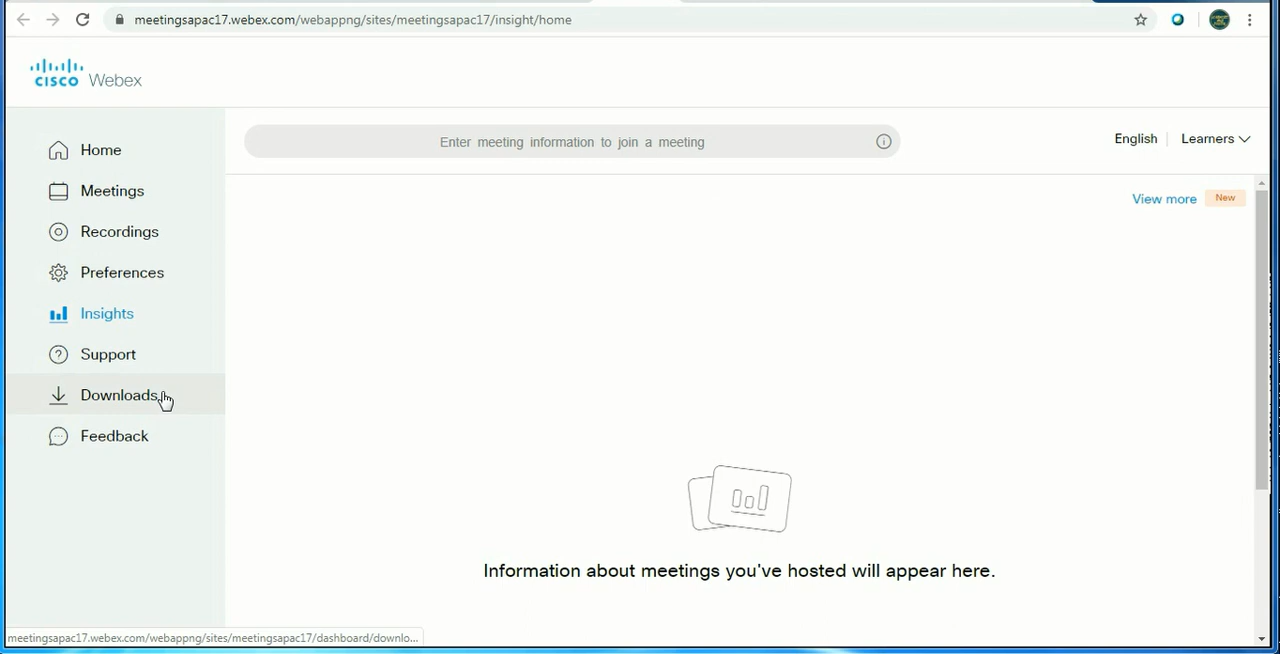 meetingsapac17.webex.com/webappng/sites/meetingsapac17/insight/home
cisco Webex
Enter meeting information to join a meeting
English
Learners
View more
New
Home
Meetings
Recordings
Preferences
Insights
Support
Downloads
Feedback
Information about meetings you've hosted will appear here.
meetingsapac17.webex.com/webappng/sites/meetingsapac17/dashboard/downlo...